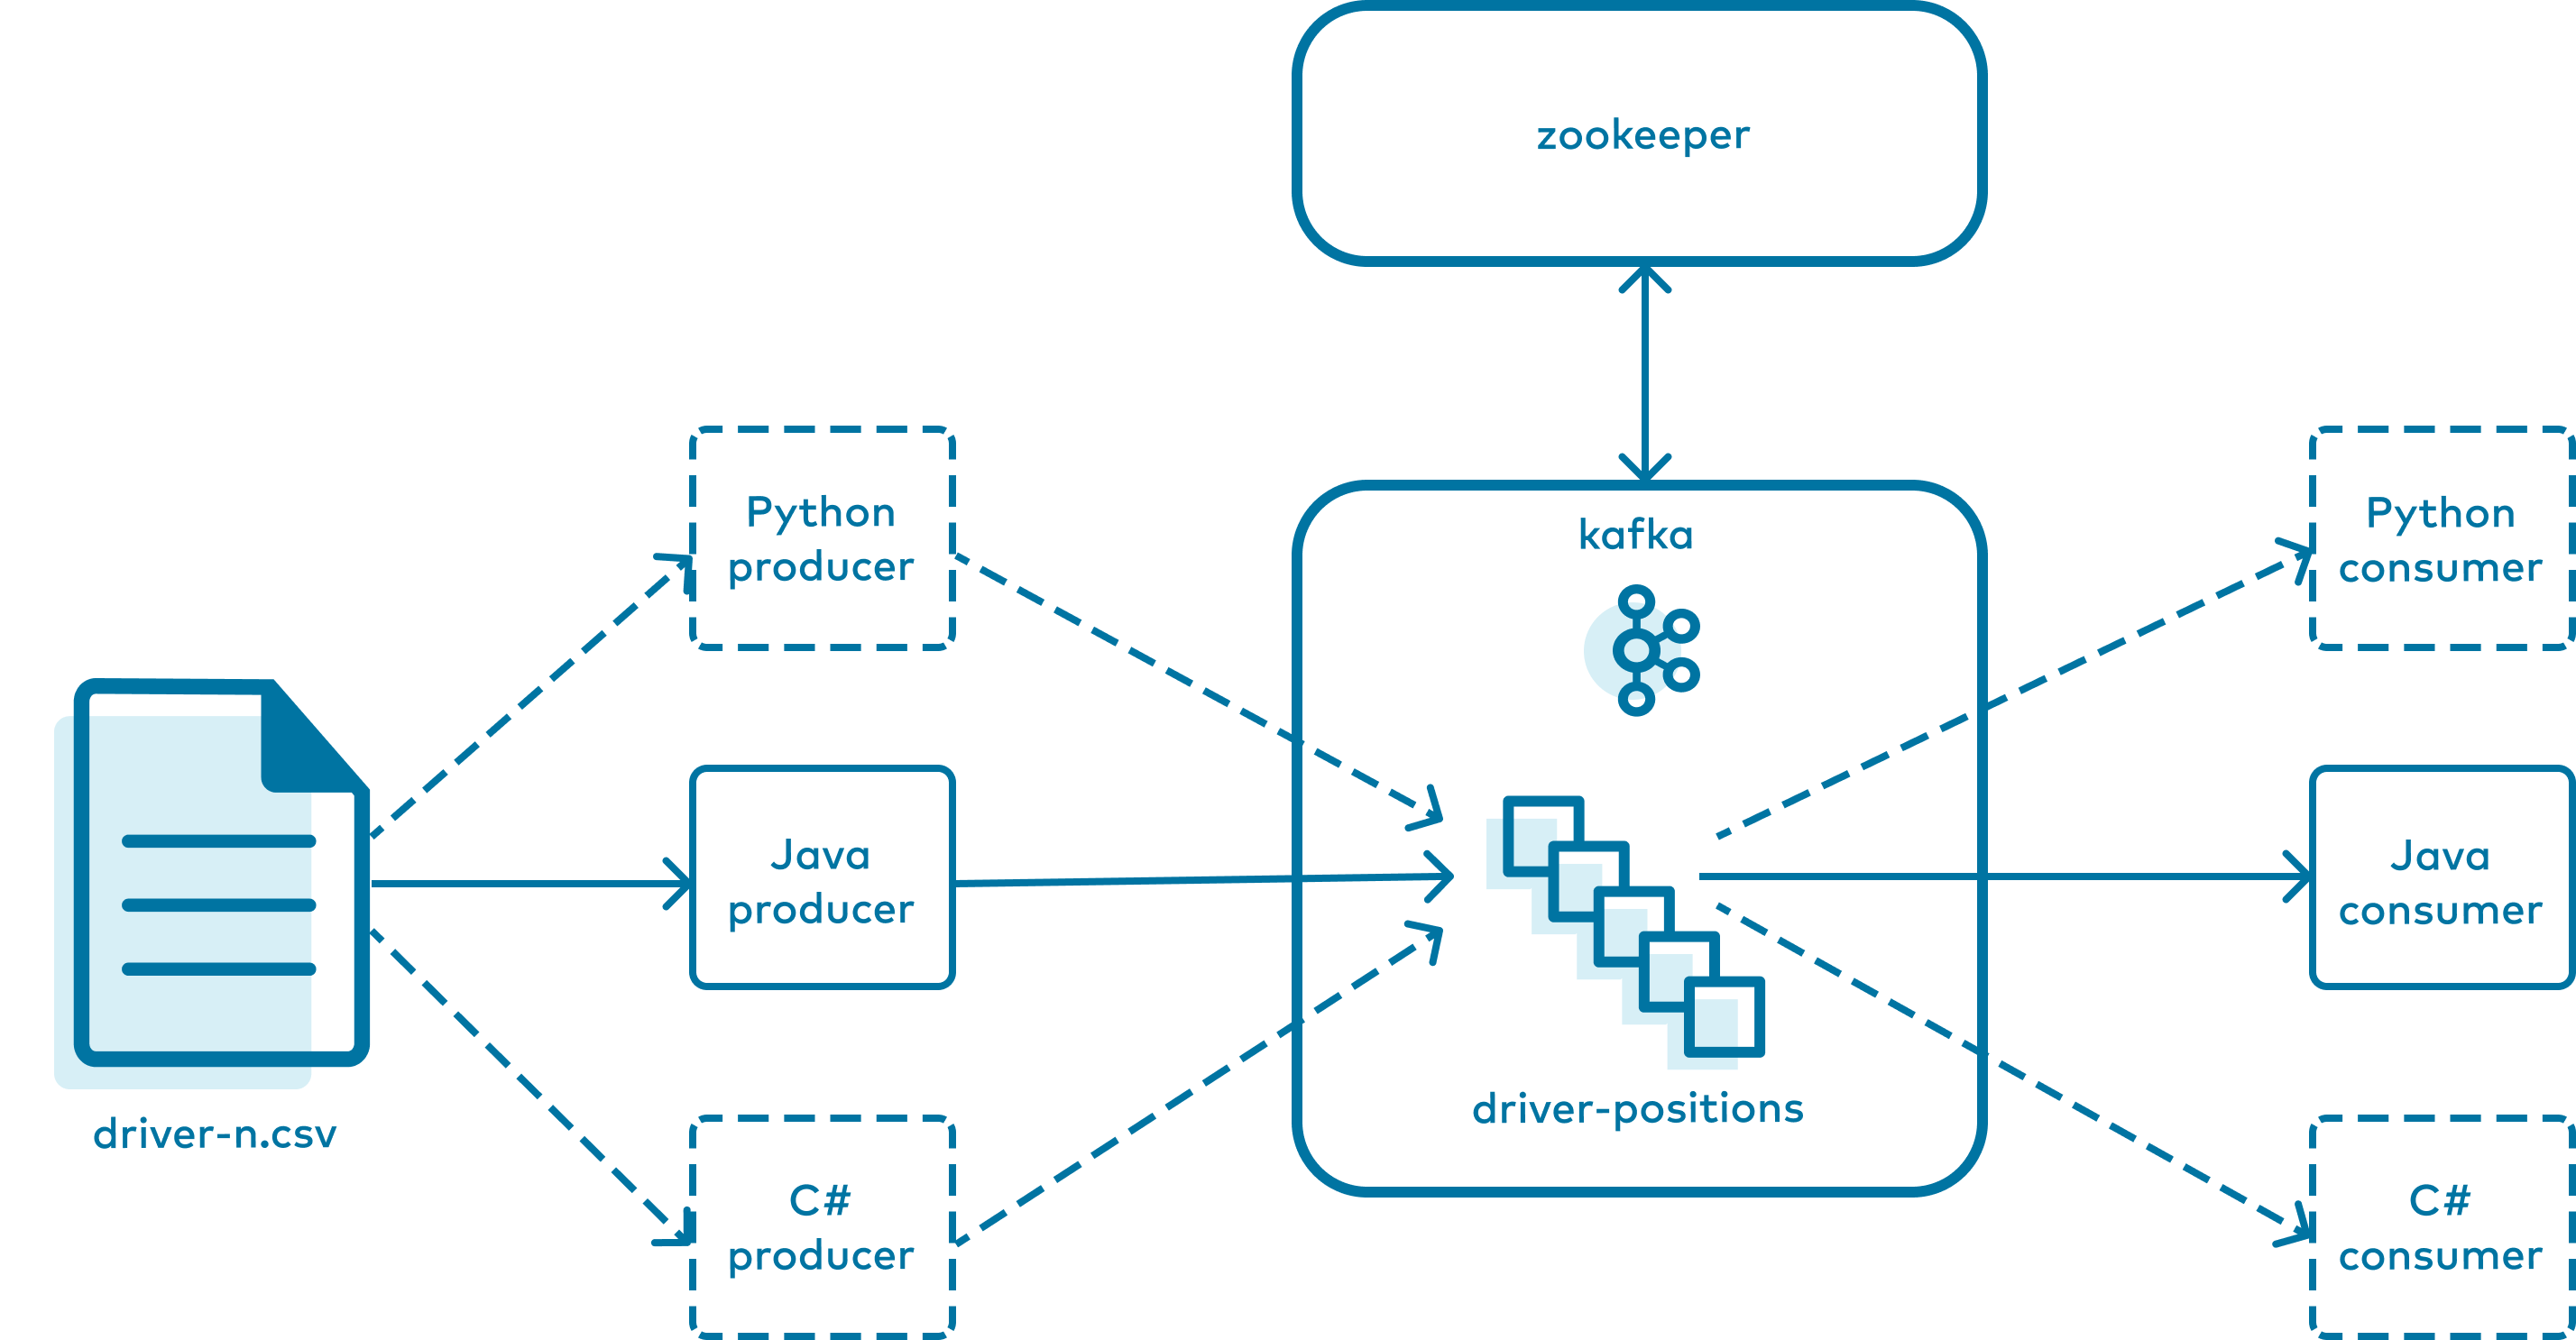 zookeeper
Python
producer
kafka
Python
consumer
Java
producer
Java
consumer
driver-positions
driver-n.csv
C#
producer
C#
consumer